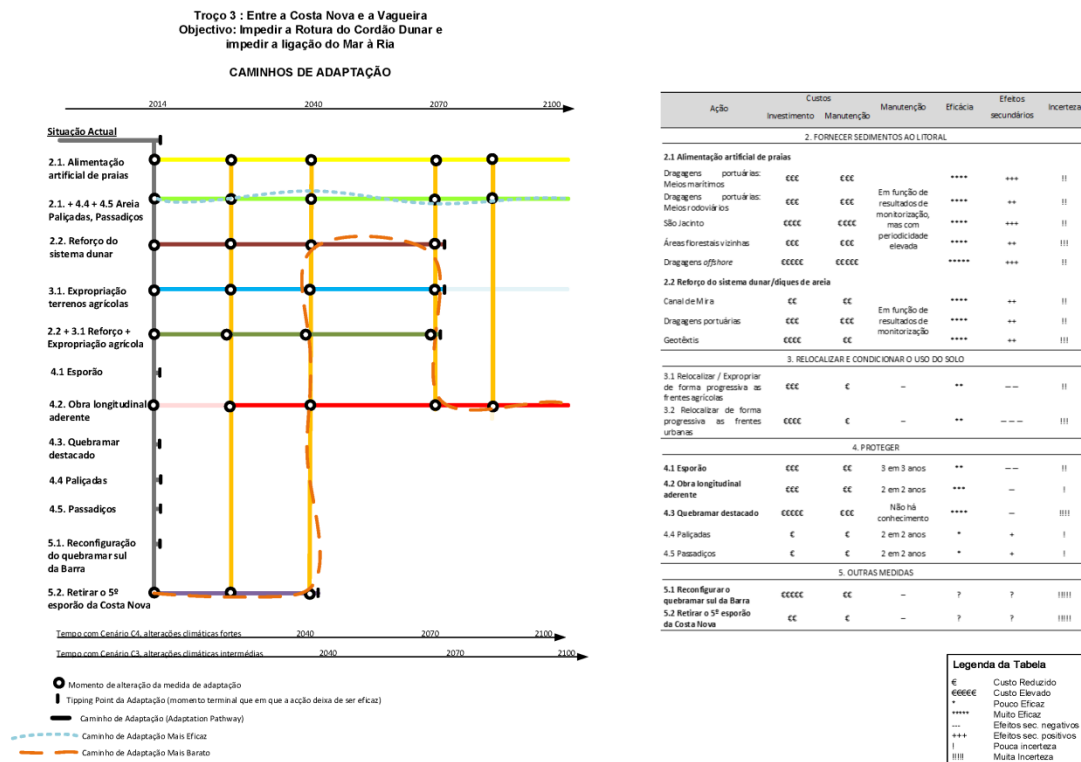 Troço 3 : Entre a Costa Nova e a Vagueira
Objectivo: Impedir a Rotura do Cordão Dunar e
impedir a ligação do Mar à Ria
CAMINHOS DE ADAPTAÇÃO
2014 2040 2070 2100
Situação Actual
2.1. Alimentação
artificial de praias
2.1. + 4.4 + 4.5 Areia
Paliçadas, Passadiços
2.2. Reforço do
sistema dunar
3.1. Expropriação
terrenos agrícolas
2.2 + 3.1 Reforço +
Expropriação agrícola
4.1 Esporão
4.2. Obra longitudinal
aderente
4.3. Quebramar
destacado
4.4 Paliçadas
4.5. Passadiços
5.1. Reconfiguração
do quebramar sul
da Barra
5.2. Retirar o 5º
esporão da Costa Nova
Tempo com Cenário C4, alterações climáticas fortes 2040 2070 2100
Tempo com Cenário C3, alterações climáticas intermédias 2040 2070 2100
Momento de alteração da medida de adaptação
Tipping Point da Adaptação (momento terminal que em que a acção deixa de ser eficaz)
Caminho de Adaptação (Adaptation Pathway)
Caminho de Adaptação Mais Eficaz
Caminho de Adaptação Mais Barato
Ação Custos Manutenção Eficácia Efeitos secundários Incerteza
Investimento Manutenção
2. FORNECER SEDIMENTOS AO LITORAL
2.1 Alimentação artificial de praias
Dragagens portuárias:
Meios marítimos €€€ €€€ **** +++ !!
Dragagens portuárias:
Meios rodoviários €€€ €€€ **** ++ !!
São Jacinto €€€€ €€€€ **** +++ !!
Áreas florestais vizinhas €€€ €€€ **** ++ !!!
Dragagens offshore €€€€€ €€€€€ ***** +++ !!
Em função de
resultados de
monitorização,
mas com
periodicidade
elevada
2.2 Reforço do sistema dunar/diques de areia
Canal de Mira €€ €€ **** ++ !!
Dragagens portuárias €€ €€ **** ++ !!
Geotêxtis €€€€ €€ **** ++ !!!
Em função de
resultados de
monitorização
3. RELOCALIZAR E CONDICIONAR O USO DO SOLO
3.1 Relocalizar / Expropriar
de forma progressiva as
frentes agrícolas €€€ € – ** –– !!
3.2 Relocalizar de forma
progressiva as frentes
urbanas €€€€ € – ** ––– !!!
4. PROTEGER
4.1 Esporão €€€ €€ 3 em 3 anos ** –– !!
4.2 Obra longitudinal
aderente €€€ €€ 2 em 2 anos *** – !
4.3 Quebramar destacado €€€€€ €€€ Não há
conhecimento **** – !!!!
4.4 Paliçadas € € 2 em 2 anos * + !
4.5 Passadiços € € 2 em 2 anos * + !
5. OUTRAS MEDIDAS
5.1 Reconfigurar o
quebramar sul da Barra €€€€€ €€ – ? ? !!!!!
5.2 Retirar o 5º esporão
da Costa Nova €€ € – ? ? !!!!!
Legenda da Tabela
€ Custo Reduzido
€€€€€ Custo Elevado
* Pouco Eficaz
***** Muito Eficaz
--- Efeitos sec. negativos
+++ Efeitos sec. positivos
! Pouca incerteza
!!!!! Muita Incerteza